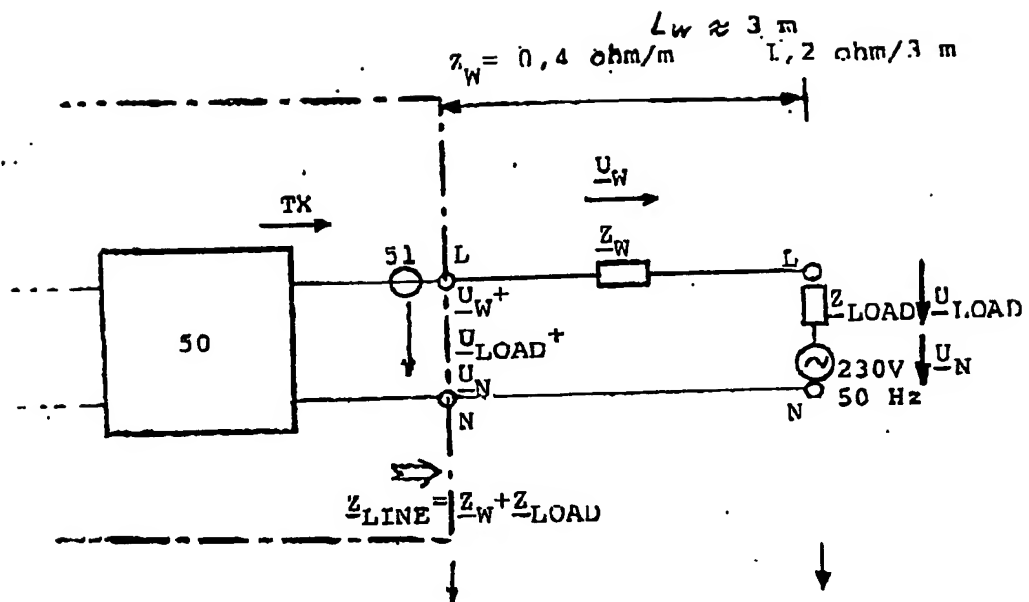 L_W ≈ 3 m
Z_W = 0,4 ohm/m 1,2 ohm/3 m
U_W
TX
Z_W
51 L
L
U_W+
Z_LOAD U_LOAD
50
U_LOAD+
U_N
230V U_N
N
N 50 Hz
Z_LINE = Z_W+Z_LOAD